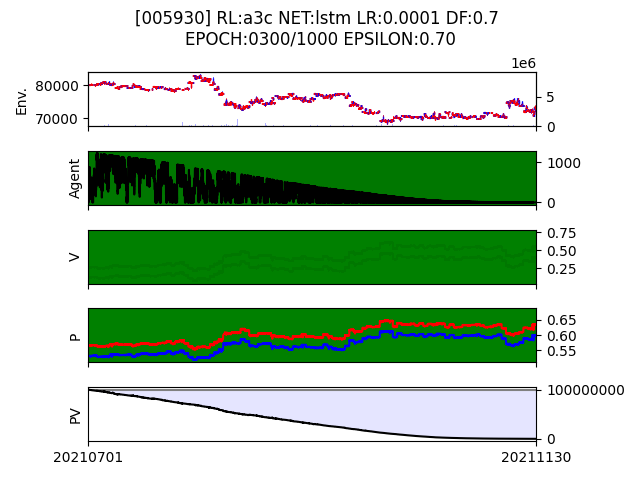 [005930] RL:a3c NET:lstm LR:0.0001 DF:0.7
EPOCH:0300/1000 EPSILON:0.70
1e6
Env.
80000
70000
5
0
Agent
1000
0
V
0.75
0.50
0.25
P
0.65
0.60
0.55
PV
100000000
0
20210701
20211130